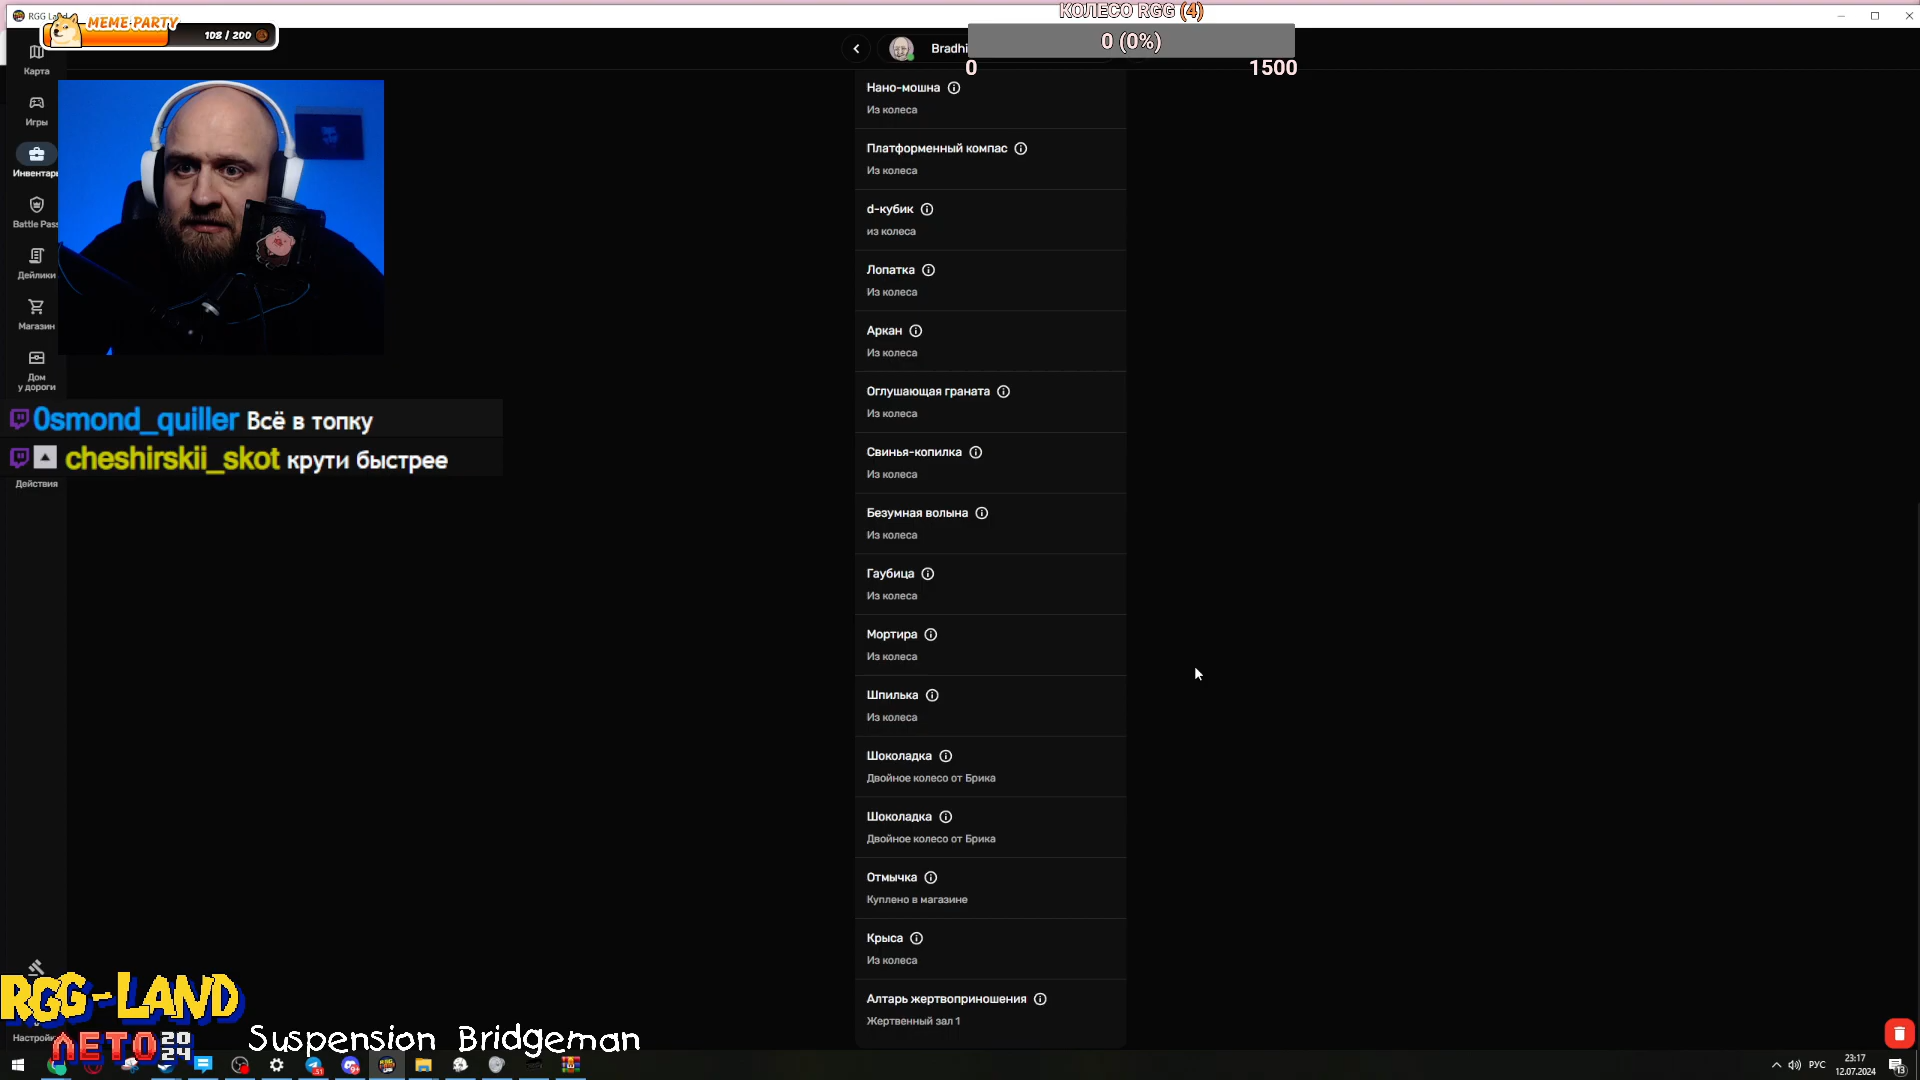 RGG Land
MEME PARTY
108 / 200
КОЛЕСО RGG (4)
0 (0%)
0
1500
Bradhi
Карта
Игры
Инвентарь
Battle Pass
Дейлики
Магазин
Дом
у дороги
Действия
Нано-мошна
Из колеса
Платформенный компас
Из колеса
d-кубик
из колеса
Лопатка
Из колеса
Аркан
Из колеса
Оглушающая граната
Из колеса
Свинья-копилка
Из колеса
Безумная волына
Из колеса
Гаубица
Из колеса
Мортира
Из колеса
Шпилька
Из колеса
Шоколадка
Двойное колесо от Брика
Шоколадка
Двойное колесо от Брика
Отмычка
Куплено в магазине
Крыса
Из колеса
Алтарь жертвоприношения
Жертвенный зал 1
0smond_quiller Всё в топку
cheshirskii_skot крути быстрее
RGG-LAND
ЛЕТО 2024
Suspension Bridgeman
РУС
23:17
12.07.2024
13